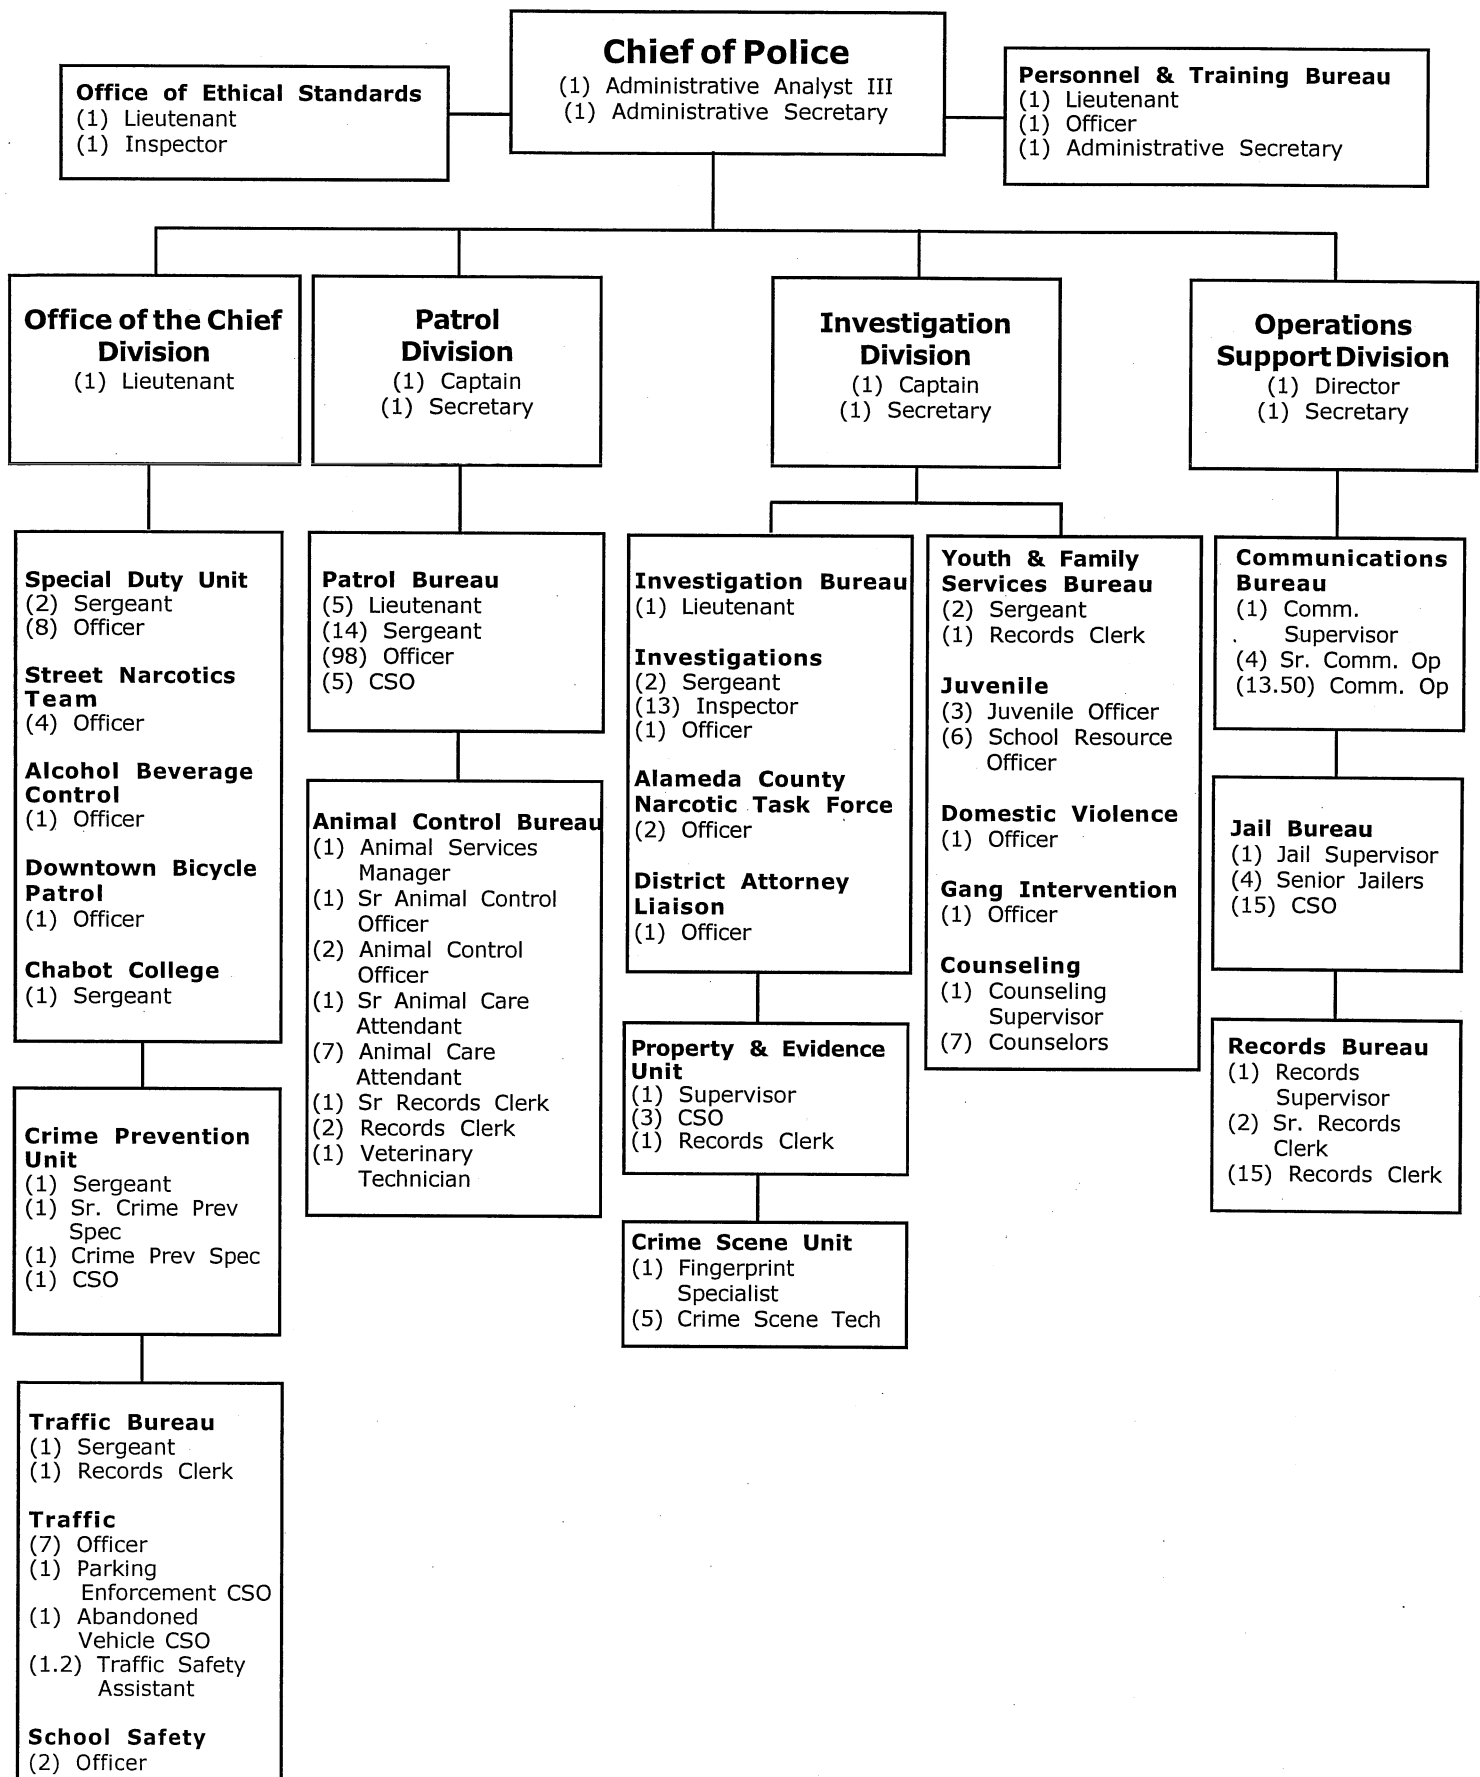 Chief of Police
(1) Administrative Analyst III
(1) Administrative Secretary
Office of Ethical Standards
(1) Lieutenant
(1) Inspector
Personnel & Training Bureau
(1) Lieutenant
(1) Officer
(1) Administrative Secretary
Office of the Chief
Division
(1) Lieutenant
Patrol
Division
(1) Captain
(1) Secretary
Investigation
Division
(1) Captain
(1) Secretary
Operations
Support Division
(1) Director
(1) Secretary
Special Duty Unit
(2) Sergeant
(8) Officer
Street Narcotics
Team
(4) Officer
Alcohol Beverage
Control
(1) Officer
Downtown Bicycle
Patrol
(1) Officer
Chabot College
(1) Sergeant
Crime Prevention
Unit
(1) Sergeant
(1) Sr. Crime Prev
Spec
(1) Crime Prev Spec
(1) CSO
Traffic Bureau
(1) Sergeant
(1) Records Clerk
Traffic
(7) Officer
(1) Parking
Enforcement CSO
(1) Abandoned
Vehicle CSO
(1.2) Traffic Safety
Assistant
School Safety
(2) Officer
Patrol Bureau
(5) Lieutenant
(14) Sergeant
(98) Officer
(5) CSO
Animal Control Bureau
(1) Animal Services
Manager
(1) Sr Animal Control
Officer
(2) Animal Control
Officer
(1) Sr Animal Care
Attendant
(7) Animal Care
Attendant
(1) Sr Records Clerk
(2) Records Clerk
(1) Veterinary
Technician
Investigation Bureau
(1) Lieutenant
Investigations
(2) Sergeant
(13) Inspector
(1) Officer
Alameda County
Narcotic Task Force
(2) Officer
District Attorney
Liaison
(1) Officer
Property & Evidence
Unit
(1) Supervisor
(3) CSO
(1) Records Clerk
Crime Scene Unit
(1) Fingerprint
Specialist
(5) Crime Scene Tech
Youth & Family
Services Bureau
(2) Sergeant
(1) Records Clerk
Juvenile
(3) Juvenile Officer
(6) School Resource
Officer
Domestic Violence
(1) Officer
Gang Intervention
(1) Officer
Counseling
(1) Counseling
Supervisor
(7) Counselors
Communications
Bureau
(1) Comm.
Supervisor
(4) Sr. Comm. Op
(13.50) Comm. Op
Jail Bureau
(1) Jail Supervisor
(4) Senior Jailers
(15) CSO
Records Bureau
(1) Records
Supervisor
(2) Sr. Records
Clerk
(15) Records Clerk